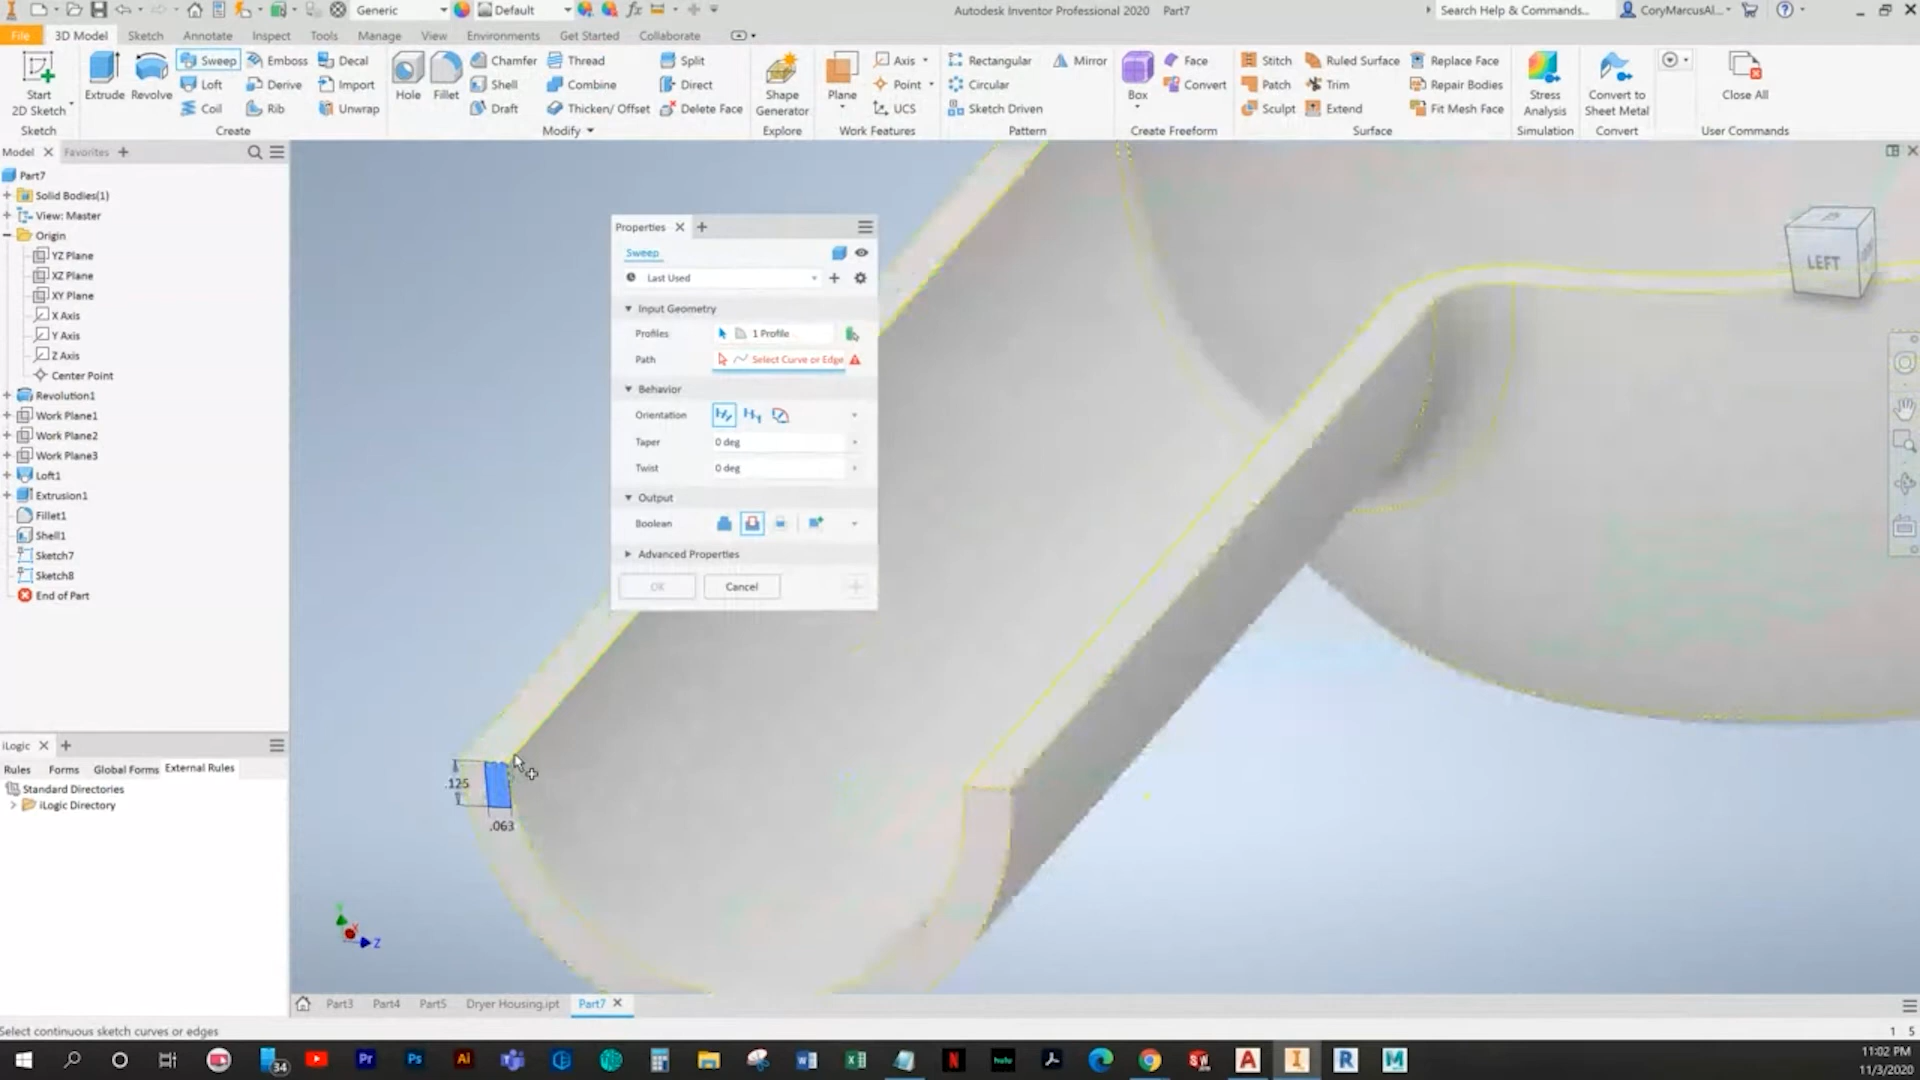 Generic
Default
Autodesk Inventor Professional 2020 Part7
Search Help & Commands...
CoryMarcusAl...
File 3D Model Sketch Annotate Inspect Tools Manage View Environments Get Started Collaborate
Start
2D Sketch
Sketch
Extrude Revolve Sweep Emboss Decal
Loft Derive Import
Coil Rib Unwrap
Create
Hole Fillet Chamfer Thread Split
Shell Combine Direct
Draft Thicken/ Offset Delete Face
Modify
Shape
Generator
Explore
Plane Axis
Point
UCS
Work Features
Rectangular Mirror
Circular
Sketch Driven
Pattern
Box Face
Convert
Create Freeform
Stitch Ruled Surface Replace Face
Patch Trim Repair Bodies
Sculpt Extend Fit Mesh Face
Surface
Stress
Analysis
Simulation
Convert to
Sheet Metal
Convert
Close All
User Commands
Model Favorites
Part7
Solid Bodies(1)
View: Master
Origin
YZ Plane
XZ Plane
XY Plane
X Axis
Y Axis
Z Axis
Center Point
Revolution1
Work Plane1
Work Plane2
Work Plane3
Loft1
Extrusion1
Fillet1
Shell1
Sketch7
Sketch8
End of Part
iLogic
Rules Forms Global Forms External Rules
Standard Directories
iLogic Directory
Properties
Sweep
Last Used
Input Geometry
Profiles 1 Profile
Path Select Curve or Edge
Behavior
Orientation
Taper 0 deg
Twist 0 deg
Output
Boolean
Advanced Properties
OK Cancel
LEFT
.125
.063
Z
Part3 Part4 Part5 Dryer Housing.ipt Part7
Select continuous sketch curves or edges
1 5
34
Pr
Ps
Ai
hulu
11:02 PM
11/3/2020